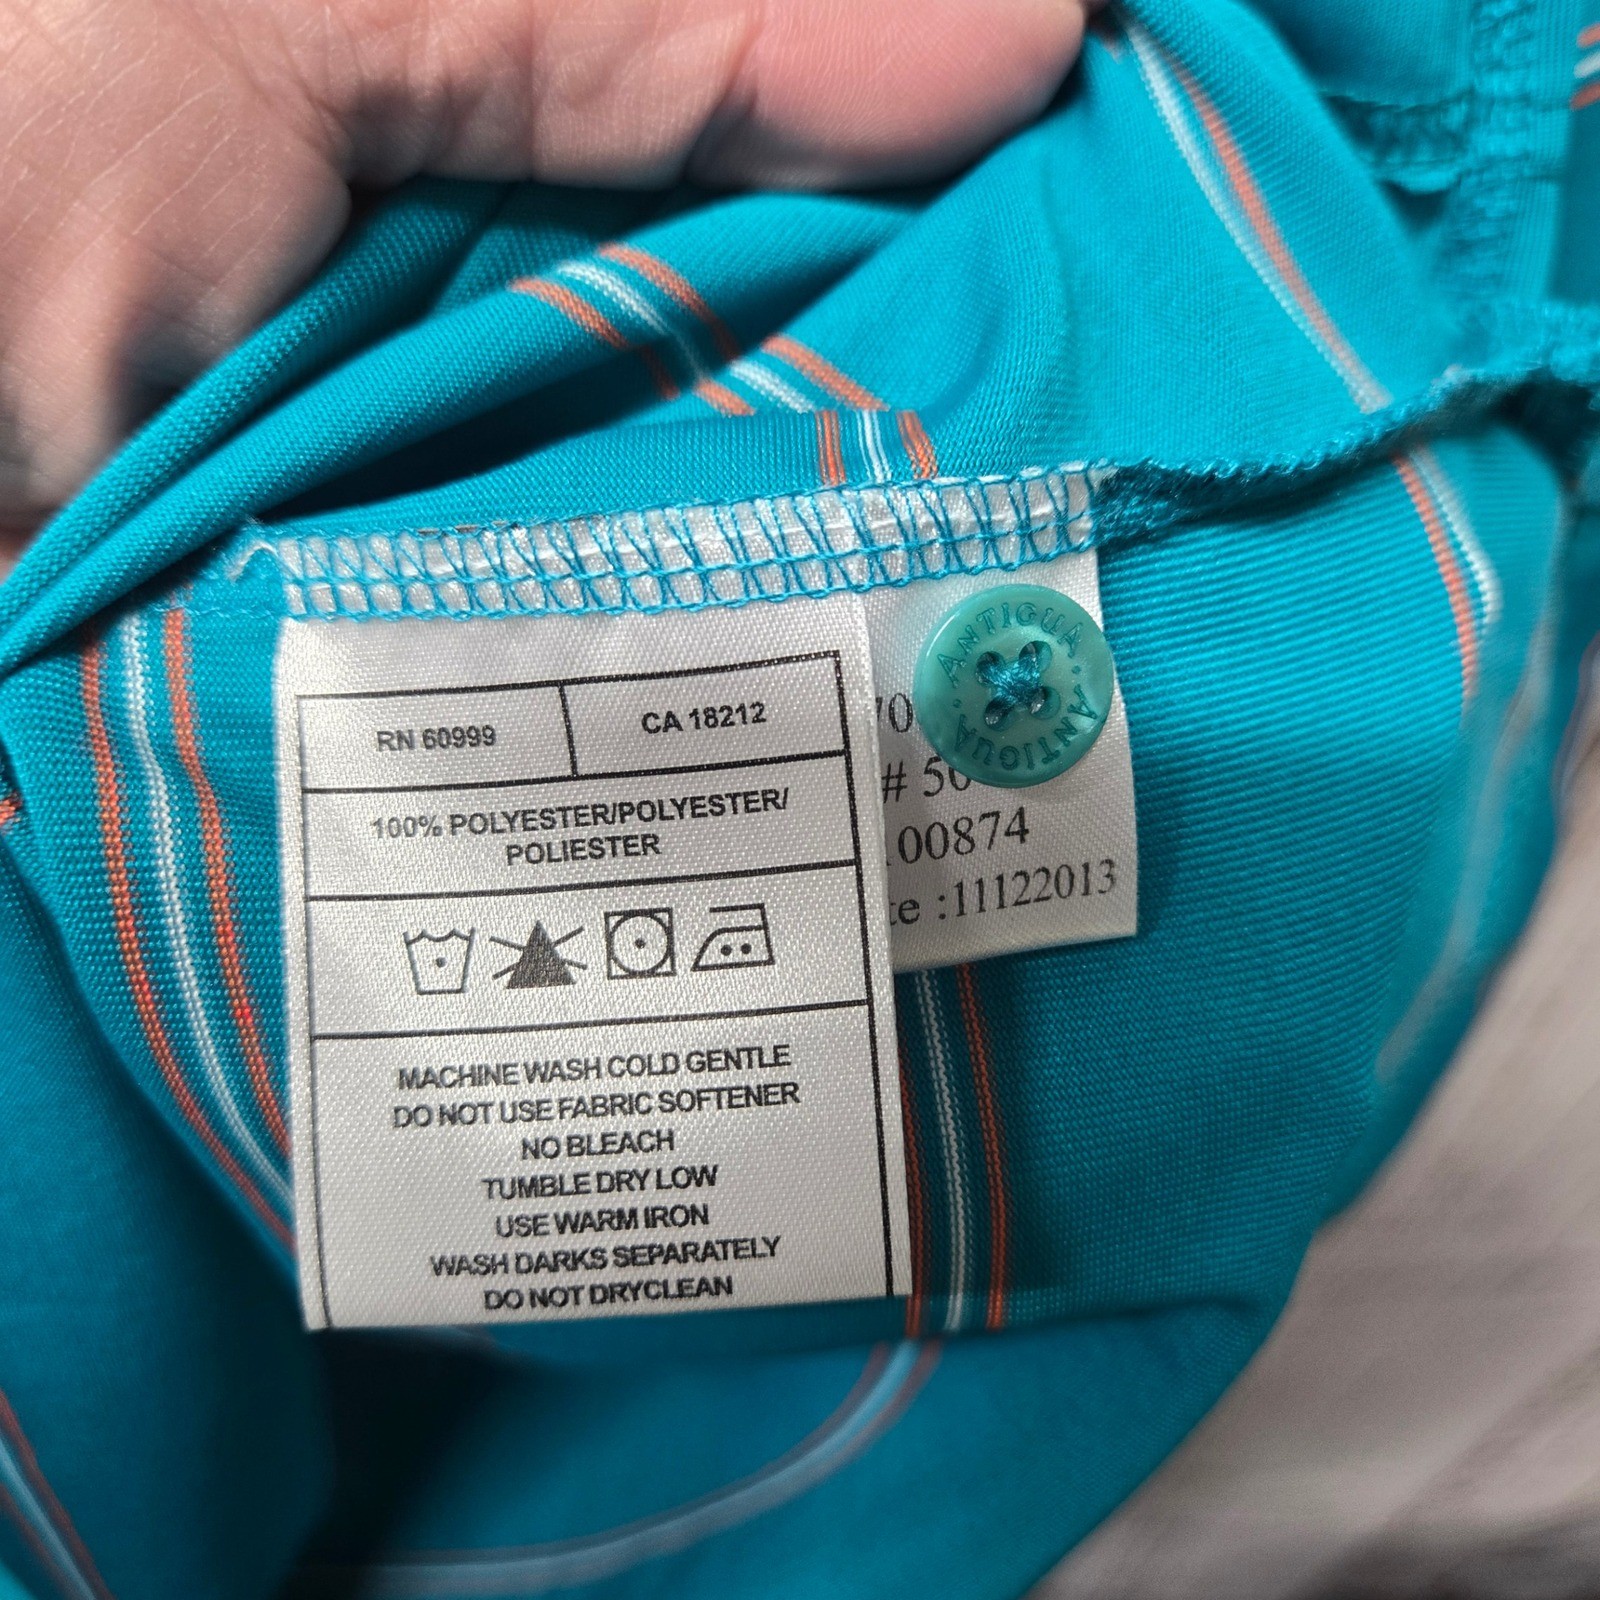 RN 60999
CA 18212
100% POLYESTER/POLYESTER/
POLIESTER
MACHINE WASH COLD GENTLE
DO NOT USE FABRIC SOFTENER
NO BLEACH
TUMBLE DRY LOW
USE WARM IRON
WASH DARKS SEPARATELY
DO NOT DRYCLEAN
ANTIGUA · ANTIGUA ·
# 50
00874
:11122013